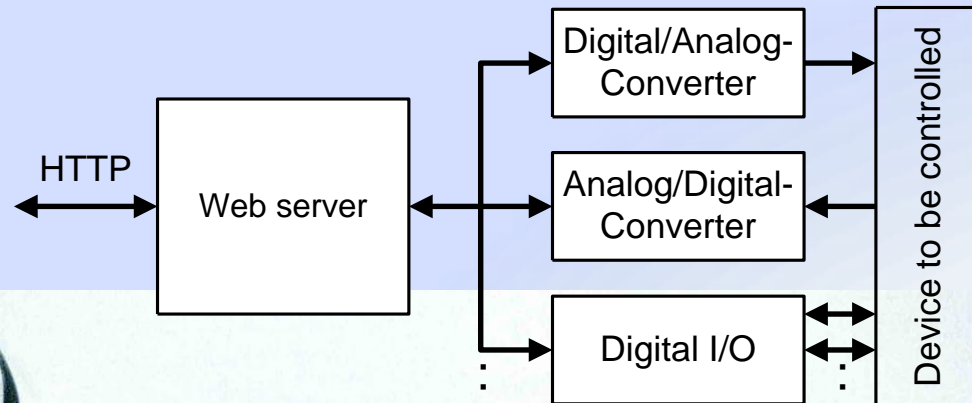 Digital/Analog-
Converter
HTTP
Web server
Analog/Digital-
Converter
Digital I/O
:
:
Device to be controlled